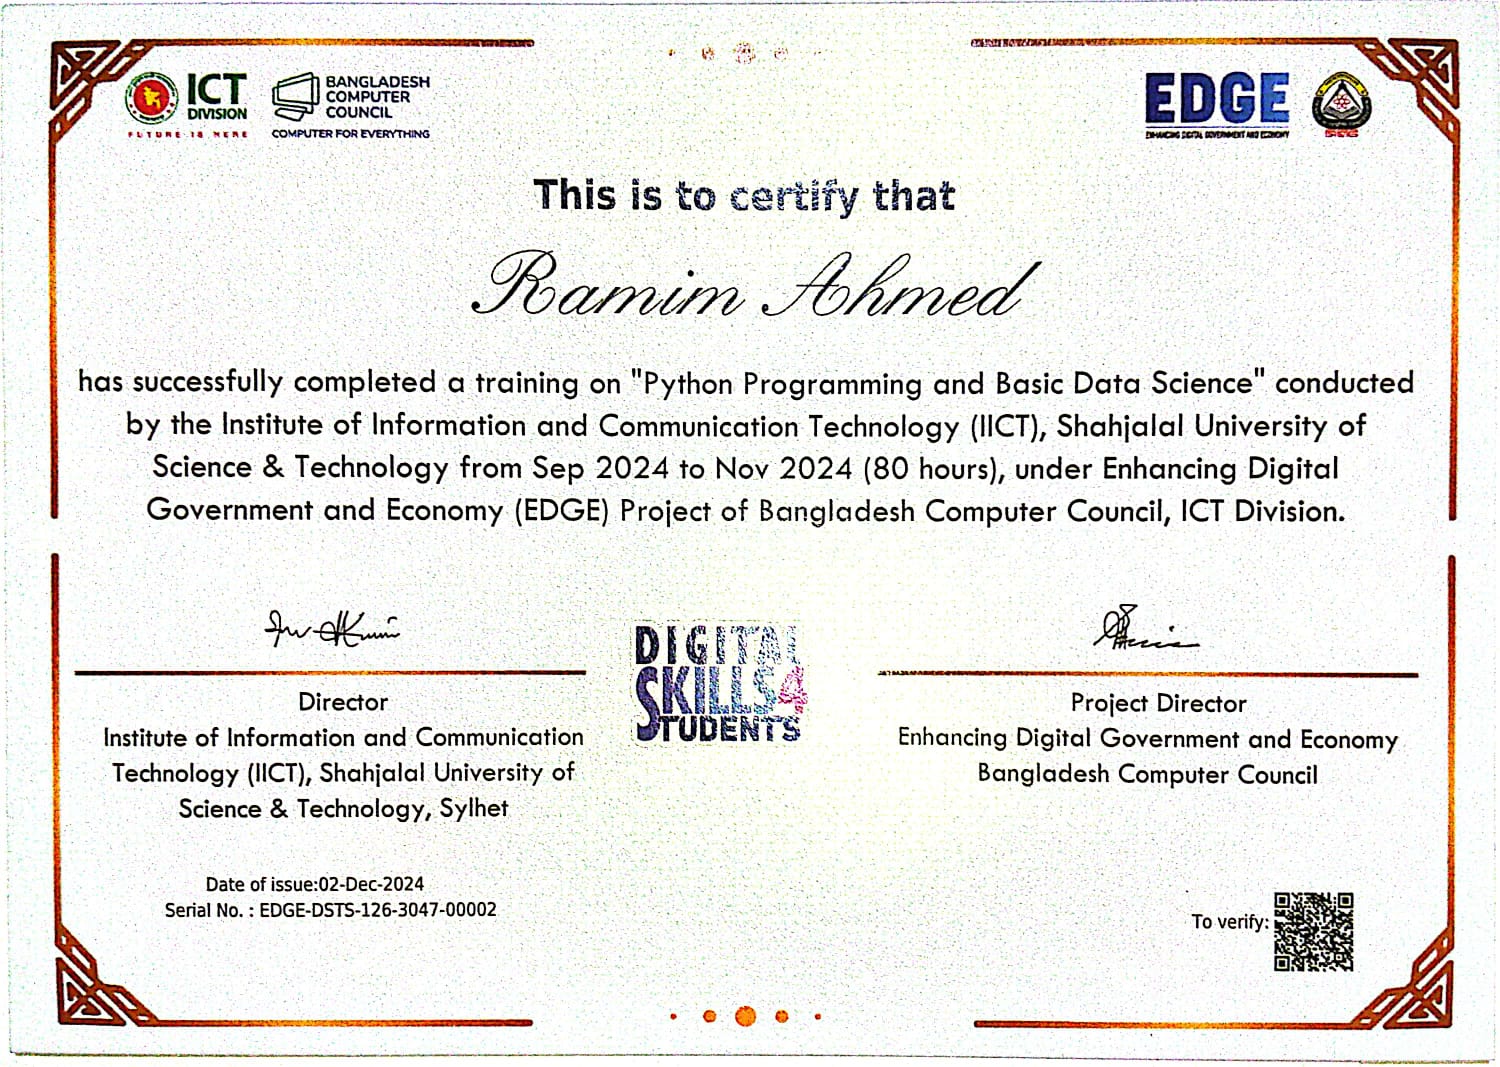 ICT
DIVISION
FUTURE IS HERE
BANGLADESH
COMPUTER
COUNCIL
COMPUTER FOR EVERYTHING
EDGE
ENHANCING DIGITAL GOVERNMENT AND ECONOMY
This is to certify that
Ramim Ahmed
has successfully completed a training on "Python Programming and Basic Data Science" conducted
by the Institute of Information and Communication Technology (IICT), Shahjalal University of
Science & Technology from Sep 2024 to Nov 2024 (80 hours), under Enhancing Digital
Government and Economy (EDGE) Project of Bangladesh Computer Council, ICT Division.
Director
Institute of Information and Communication
Technology (IICT), Shahjalal University of
Science & Technology, Sylhet
DIGITAL
SKILLS4
STUDENTS
Project Director
Enhancing Digital Government and Economy
Bangladesh Computer Council
Date of issue:02-Dec-2024
Serial No. : EDGE-DSTS-126-3047-00002
To verify: